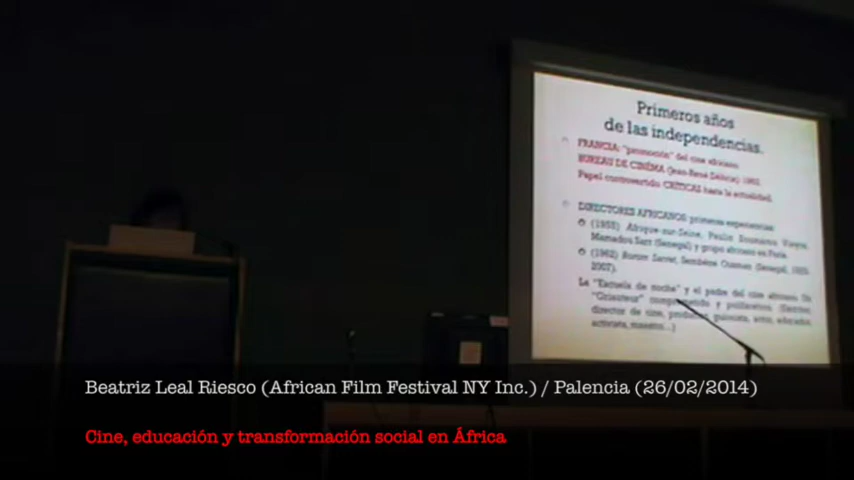 Primeros años
de las independencias.
FRANCIA: "promoción" del cine africano.
BUREAU DE CINÉMA (Jean-René Débrix) 1963.
Papel controvertido. CRÍTICAS hasta la actualidad.
DIRECTORES AFRICANOS: primeras experiencias:
(1955) Afrique-sur-Seine, Paulin Soumanou Vieyra,
Mamadou Sarr (Senegal) y grupo africano en París.
(1962) Borom Sarret, Sembène Ousmane (Senegal, 1923-
2007).
La "Escuela de noche" y el padre del cine africano. Un
y polifacético. (Escritor,
director de cine, guionista, actor, educador,
activista, maestro...)
Beatriz Leal Riesco (African Film Festival NY Inc.) / Palencia (26/02/2014)
Cine, educación y transformación social en África